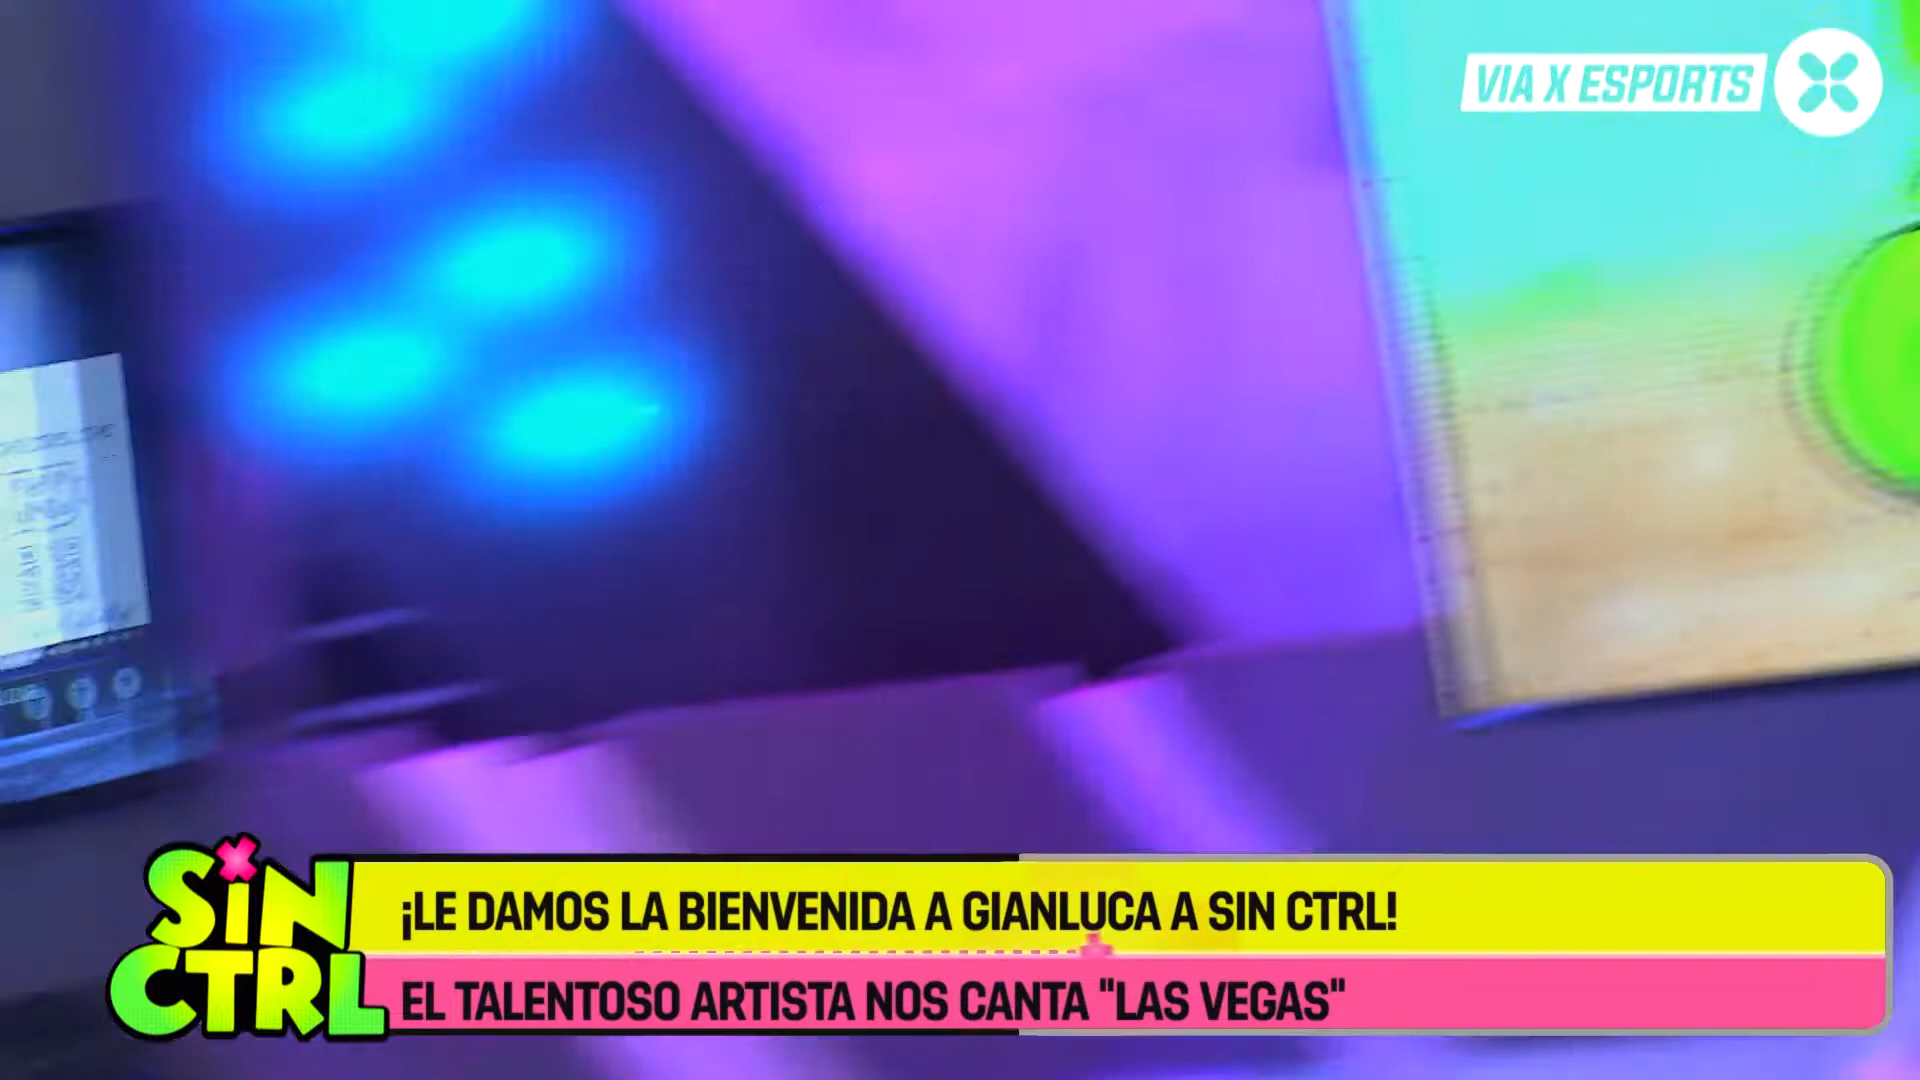 VIA X ESPORTS
SiN
CTRL
¡LE DAMOS LA BIENVENIDA A GIANLUCA A SIN CTRL!
EL TALENTOSO ARTISTA NOS CANTA "LAS VEGAS"